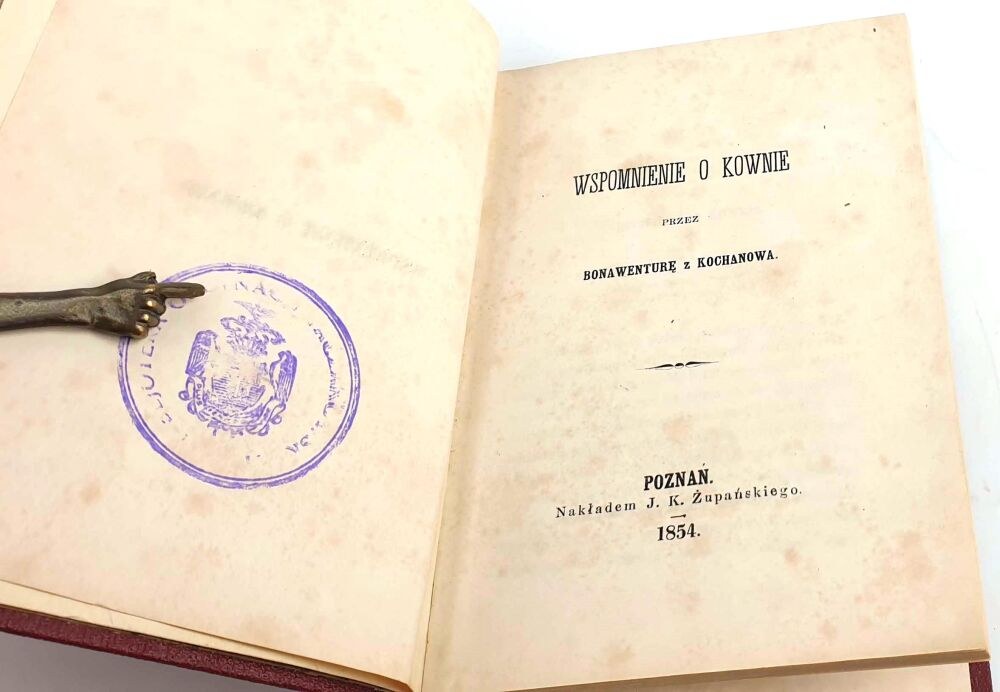 WSPOMNIENIE O KOWNIE
PRZEZ
BONAWENTURĘ z KOCHANOWA.
POZNAŃ.
Nakładem J. K. Żupańskiego.
1854.